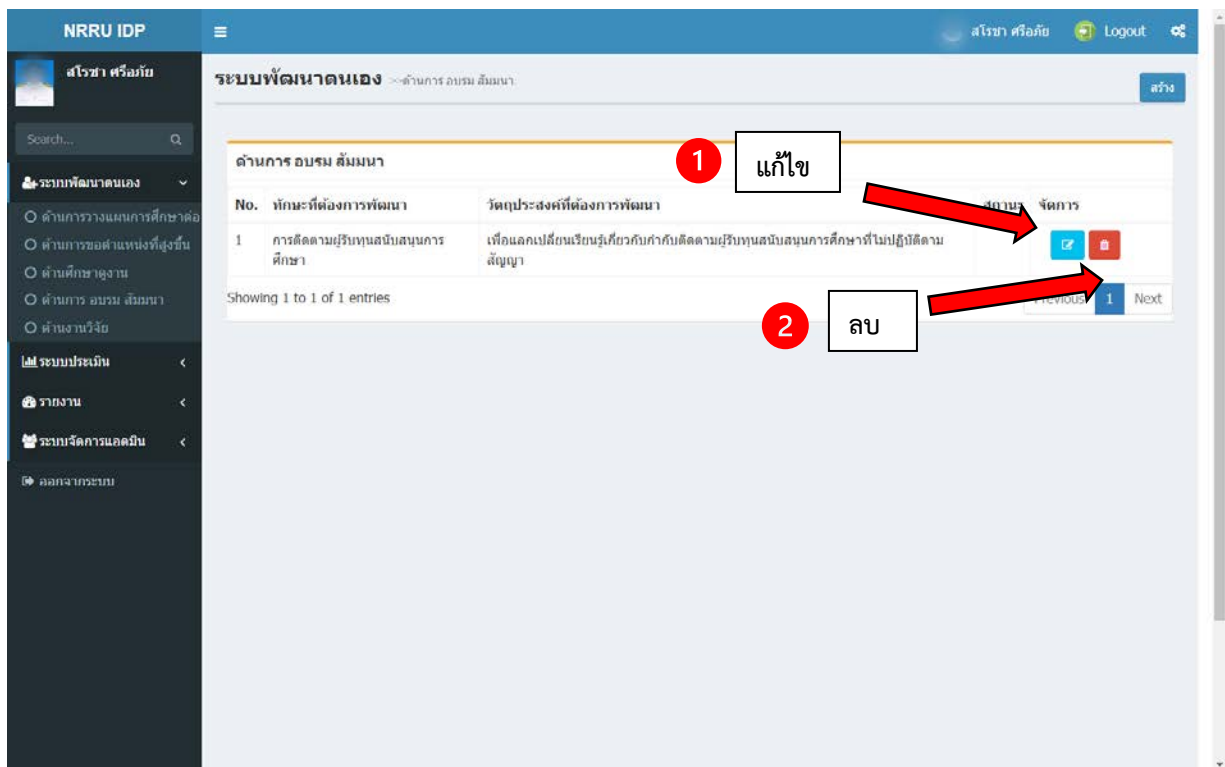 NRRU IDP
สโรชา ศรีอภัย
Logout
สโรชา ศรีอภัย
ระบบพัฒนาตนเอง >>ด้านการ อบรม สัมมนา
สร้าง
Search...
ระบบพัฒนาตนเอง
ด้านการวางแผนการศึกษาต่อ
ด้านการขอตำแหน่งที่สูงขึ้น
ด้านศึกษาดูงาน
ด้านการ อบรม สัมมนา
ด้านงานวิจัย
ระบบประเมิน
รายงาน
ระบบจัดการแอดมิน
ออกจากระบบ
ด้านการ อบรม สัมมนา
1 แก้ไข
No. ทักษะที่ต้องการพัฒนา วัตถุประสงค์ที่ต้องการพัฒนา สถานะ จัดการ
1 การติดตามผู้รับทุนสนับสนุนการ เพื่อแลกเปลี่ยนเรียนรู้เกี่ยวกับกำกับติดตามผู้รับทุนสนับสนุนการศึกษาที่ไม่ปฏิบัติตาม
ศึกษา สัญญา
Showing 1 to 1 of 1 entries
Previous 1 Next
2 ลบ